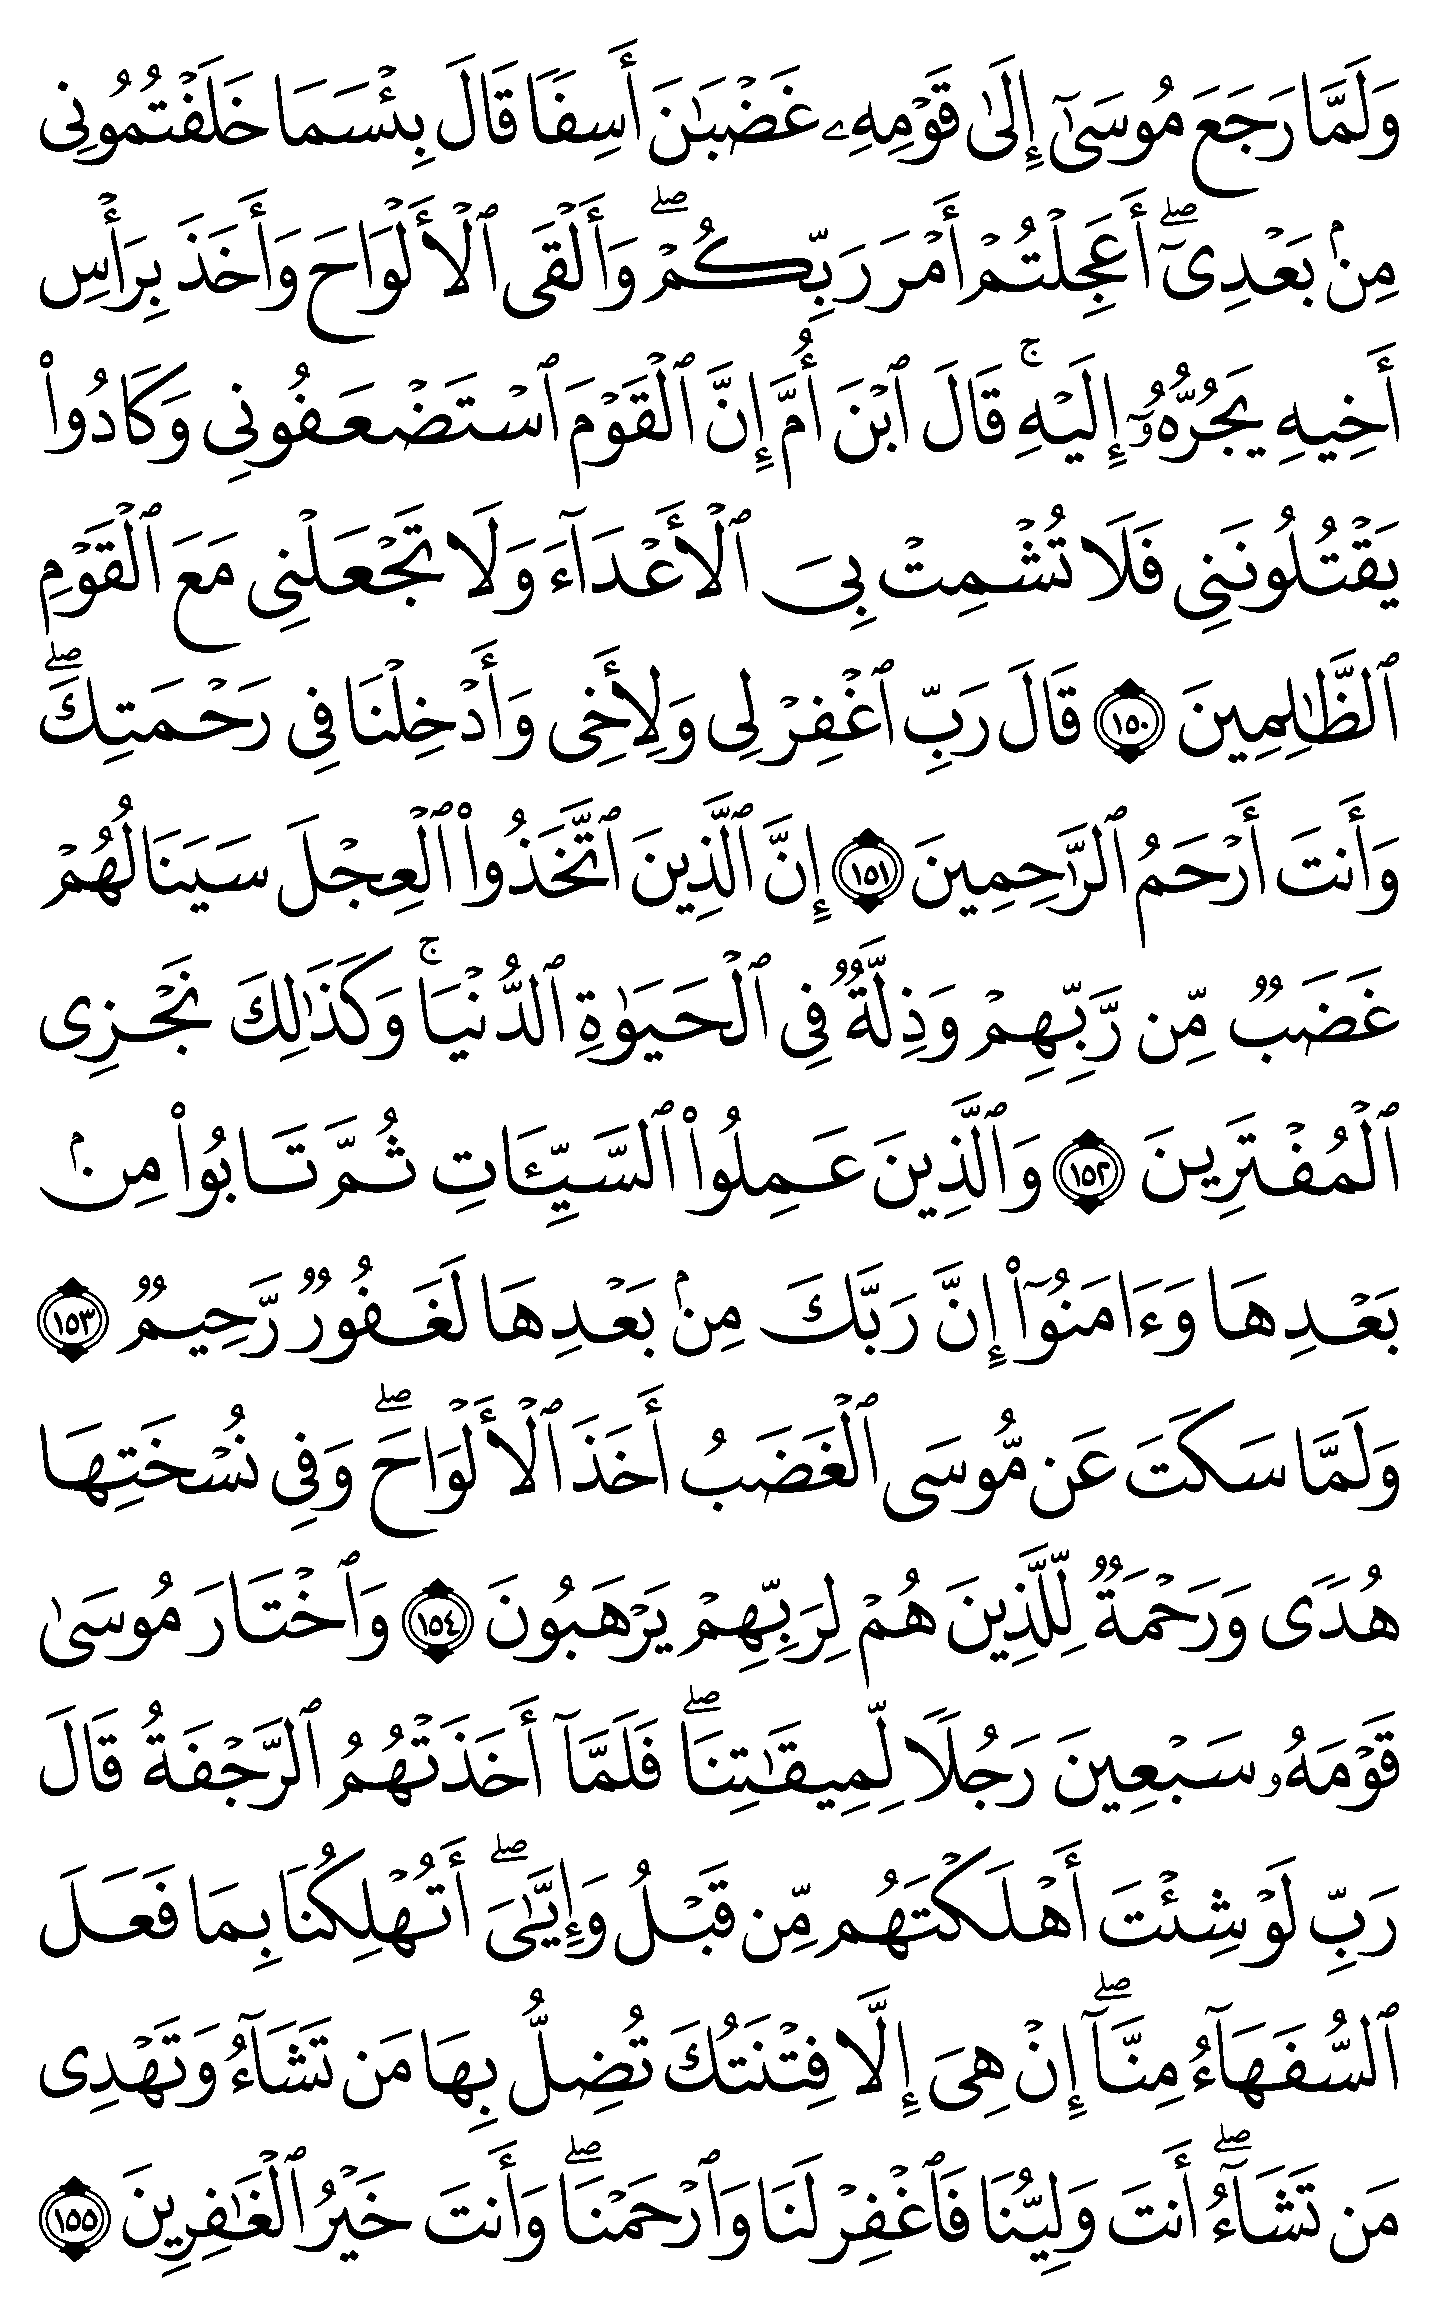 وَلَمَّا رَجَعَ مُوسَىٰٓ إِلَىٰ قَوْمِهِۦ غَضْبَـٰنَ أَسِفًا قَالَ بِئْسَمَا خَلَفْتُمُونِى
مِنۢ بَعْدِىٓ ۖ أَعَجِلْتُمْ أَمْرَ رَبِّكُمْ ۖ وَأَلْقَى ٱلْأَلْوَاحَ وَأَخَذَ بِرَأْسِ
أَخِيهِ يَجُرُّهُۥٓ إِلَيْهِ ۚ قَالَ ٱبْنَ أُمَّ إِنَّ ٱلْقَوْمَ ٱسْتَضْعَفُونِى وَكَادُوا۟
يَقْتُلُونَنِى فَلَا تُشْمِتْ بِىَ ٱلْأَعْدَآءَ وَلَا تَجْعَلْنِى مَعَ ٱلْقَوْمِ
ٱلظَّـٰلِمِينَ ١٥٠ قَالَ رَبِّ ٱغْفِرْ لِى وَلِأَخِى وَأَدْخِلْنَا فِى رَحْمَتِكَ ۖ
وَأَنتَ أَرْحَمُ ٱلرَّٰحِمِينَ ١٥١ إِنَّ ٱلَّذِينَ ٱتَّخَذُوا۟ ٱلْعِجْلَ سَيَنَالُهُمْ
غَضَبٌ مِّن رَّبِّهِمْ وَذِلَّةٌ فِى ٱلْحَيَوٰةِ ٱلدُّنْيَا ۚ وَكَذَٰلِكَ نَجْزِى
ٱلْمُفْتَرِينَ ١٥٢ وَٱلَّذِينَ عَمِلُوا۟ ٱلسَّيِّـَٔاتِ ثُمَّ تَابُوا۟ مِنۢ
بَعْدِهَا وَءَامَنُوٓا۟ إِنَّ رَبَّكَ مِنۢ بَعْدِهَا لَغَفُورٌ رَّحِيمٌ ١٥٣
وَلَمَّا سَكَتَ عَن مُّوسَى ٱلْغَضَبُ أَخَذَ ٱلْأَلْوَاحَ ۖ وَفِى نُسْخَتِهَا
هُدًى وَرَحْمَةٌ لِّلَّذِينَ هُمْ لِرَبِّهِمْ يَرْهَبُونَ ١٥٤ وَٱخْتَارَ مُوسَىٰ
قَوْمَهُۥ سَبْعِينَ رَجُلًا لِّمِيقَـٰتِنَا ۖ فَلَمَّآ أَخَذَتْهُمُ ٱلرَّجْفَةُ قَالَ
رَبِّ لَوْ شِئْتَ أَهْلَكْتَهُم مِّن قَبْلُ وَإِيَّـٰىَ ۖ أَتُهْلِكُنَا بِمَا فَعَلَ
ٱلسُّفَهَآءُ مِنَّآ ۖ إِنْ هِىَ إِلَّا فِتْنَتُكَ تُضِلُّ بِهَا مَن تَشَآءُ وَتَهْدِى
مَن تَشَآءُ ۖ أَنتَ وَلِيُّنَا فَٱغْفِرْ لَنَا وَٱرْحَمْنَا ۖ وَأَنتَ خَيْرُ ٱلْغَـٰفِرِينَ ١٥٥